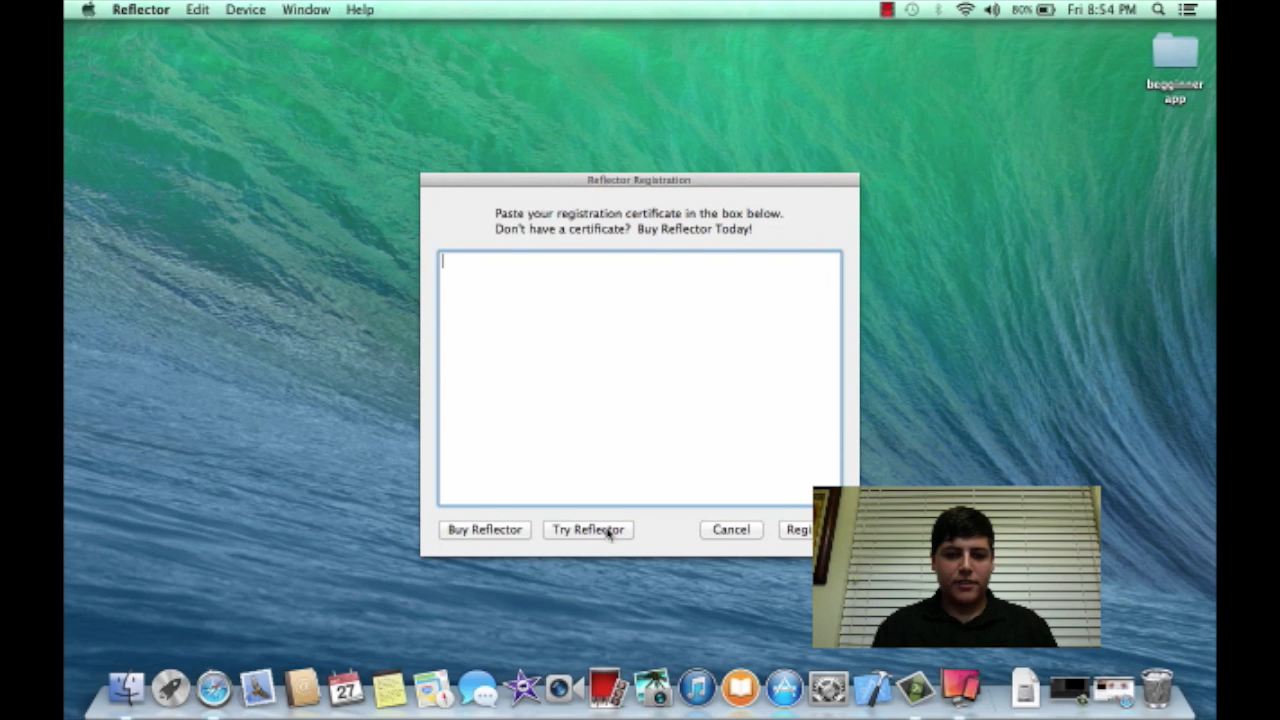 Reflector Edit Device Window Help 80% Fri 8:54 PM
begginner
app
Reflector Registration
Paste your registration certificate in the box below.
Don't have a certificate? Buy Reflector Today!
Buy Reflector Try Reflector Cancel Regi
27